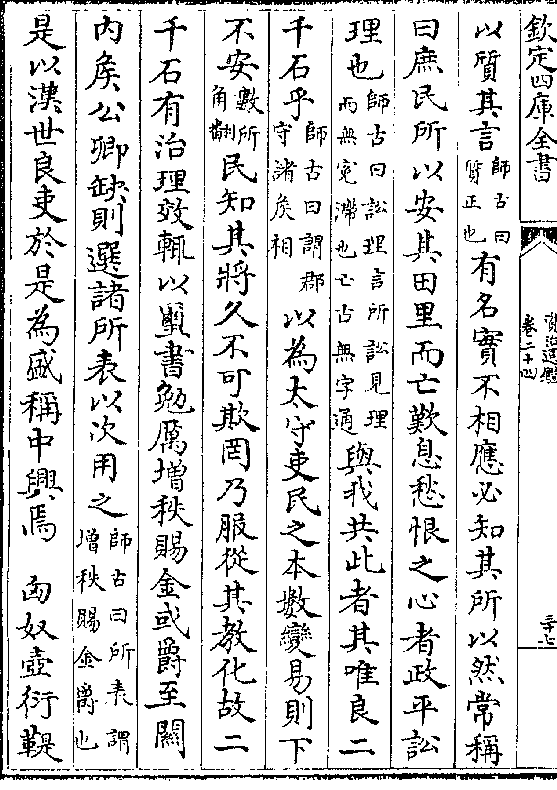 欽定四庫全書
資治通鑑
卷二十四
三十七
以質其言師古曰質正也有名實不相應必知其所以然常稱
曰庶民所以安其田里而亡歎息愁恨之心者政平訟
理也師古曰訟理言所訟見理而無冤滯也亡古無字通與我共此者其唯良二
千石乎師古曰謂郡守諸侯相以為太守吏民之本數變易則下
不安數所角翻民知其將久不可欺罔乃服從其教化故二
千石有治理效輒以璽書勉厲增秩賜金或爵至關
內侯公卿缺則選諸所表以次用之師古曰所表謂增秩賜金爵也
是以漢世良吏於是為盛稱中興焉　匈奴壺衍鞮